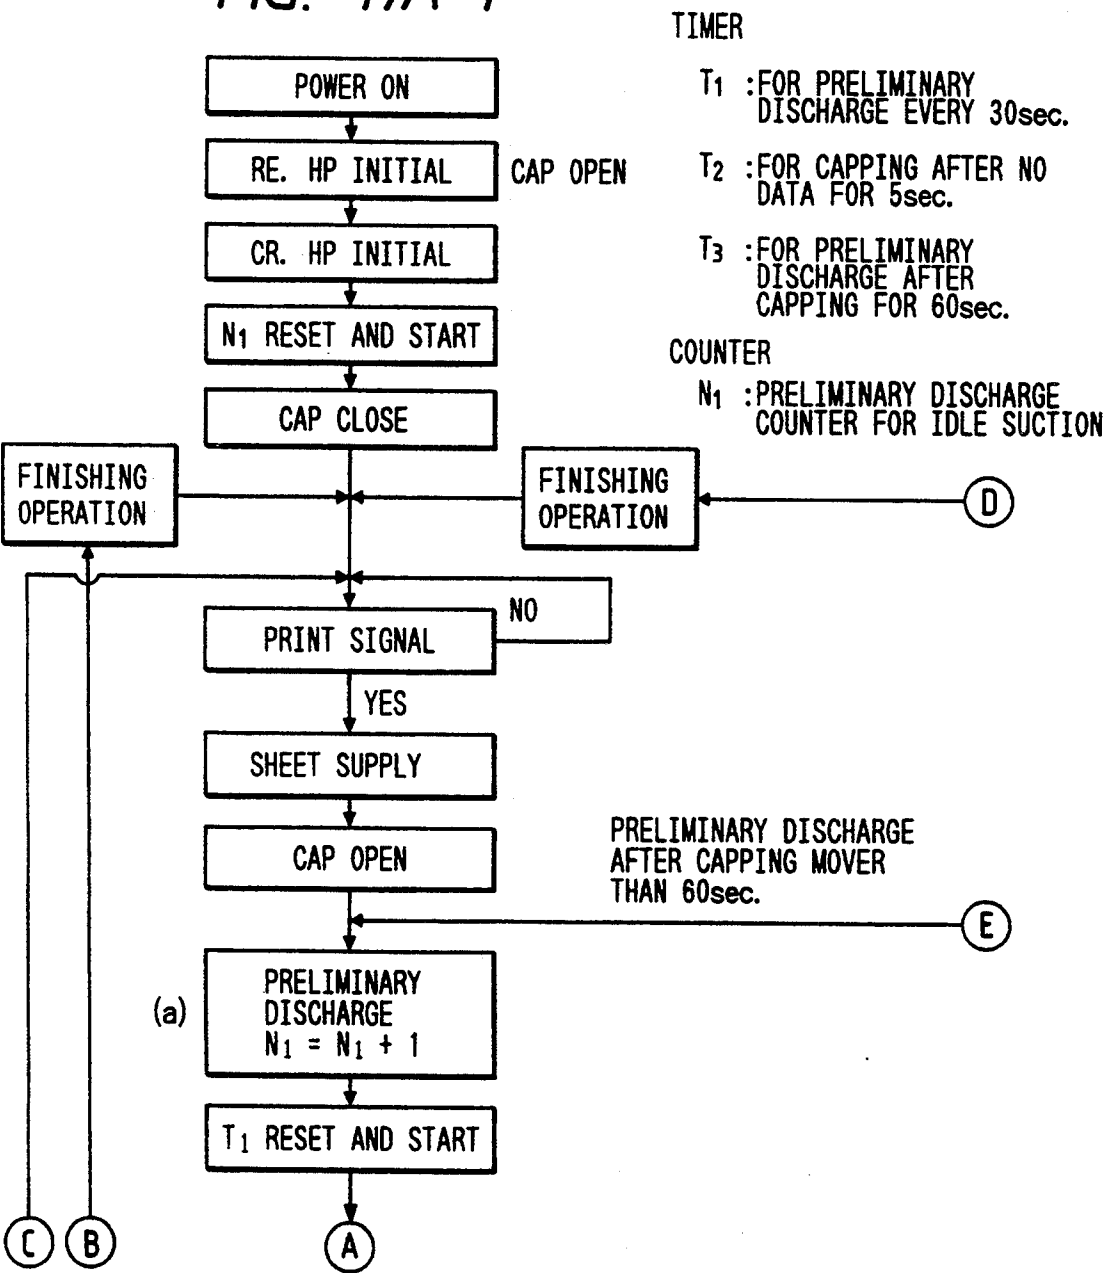 TIMER
T1 :FOR PRELIMINARY
DISCHARGE EVERY 30sec.
T2 :FOR CAPPING AFTER NO
DATA FOR 5sec.
T3 :FOR PRELIMINARY
DISCHARGE AFTER
CAPPING FOR 60sec.
COUNTER
N1 :PRELIMINARY DISCHARGE
COUNTER FOR IDLE SUCTION
POWER ON
RE. HP INITIAL
CAP OPEN
CR. HP INITIAL
N1 RESET AND START
CAP CLOSE
FINISHING
OPERATION
FINISHING
OPERATION
D
PRINT SIGNAL
NO
YES
SHEET SUPPLY
CAP OPEN
PRELIMINARY DISCHARGE
AFTER CAPPING MOVER
THAN 60sec.
E
(a)
PRELIMINARY
DISCHARGE
N1 = N1 + 1
T1 RESET AND START
C
B
A